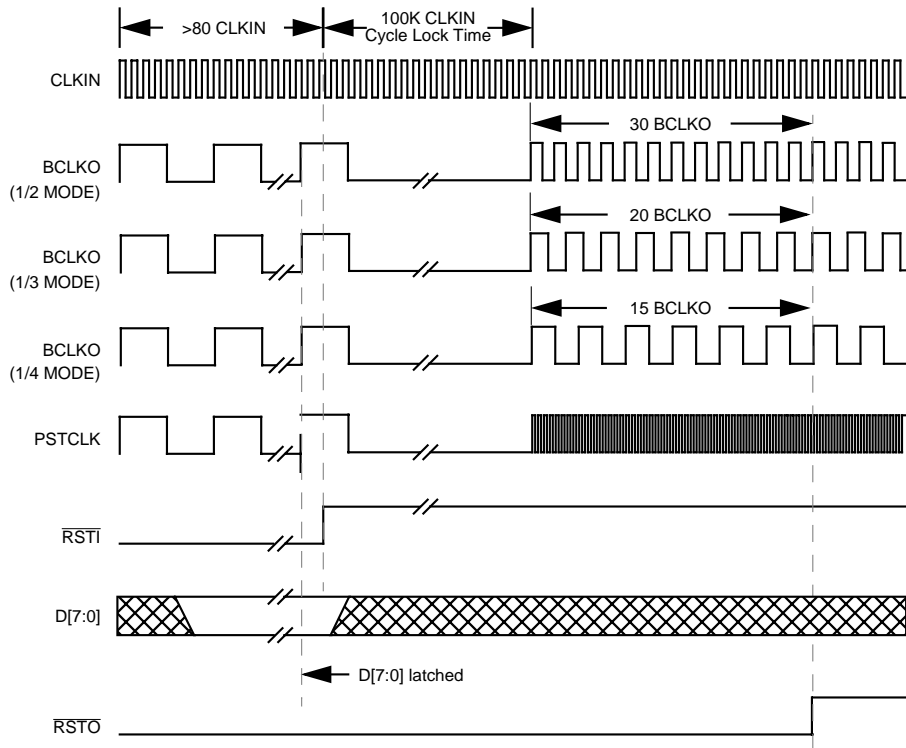 >80 CLKIN
100K CLKIN
Cycle Lock Time
CLKIN
30 BCLKO
BCLKO
(1/2 MODE)
20 BCLKO
BCLKO
(1/3 MODE)
15 BCLKO
BCLKO
(1/4 MODE)
PSTCLK
RSTI
D[7:0]
D[7:0] latched
RSTO